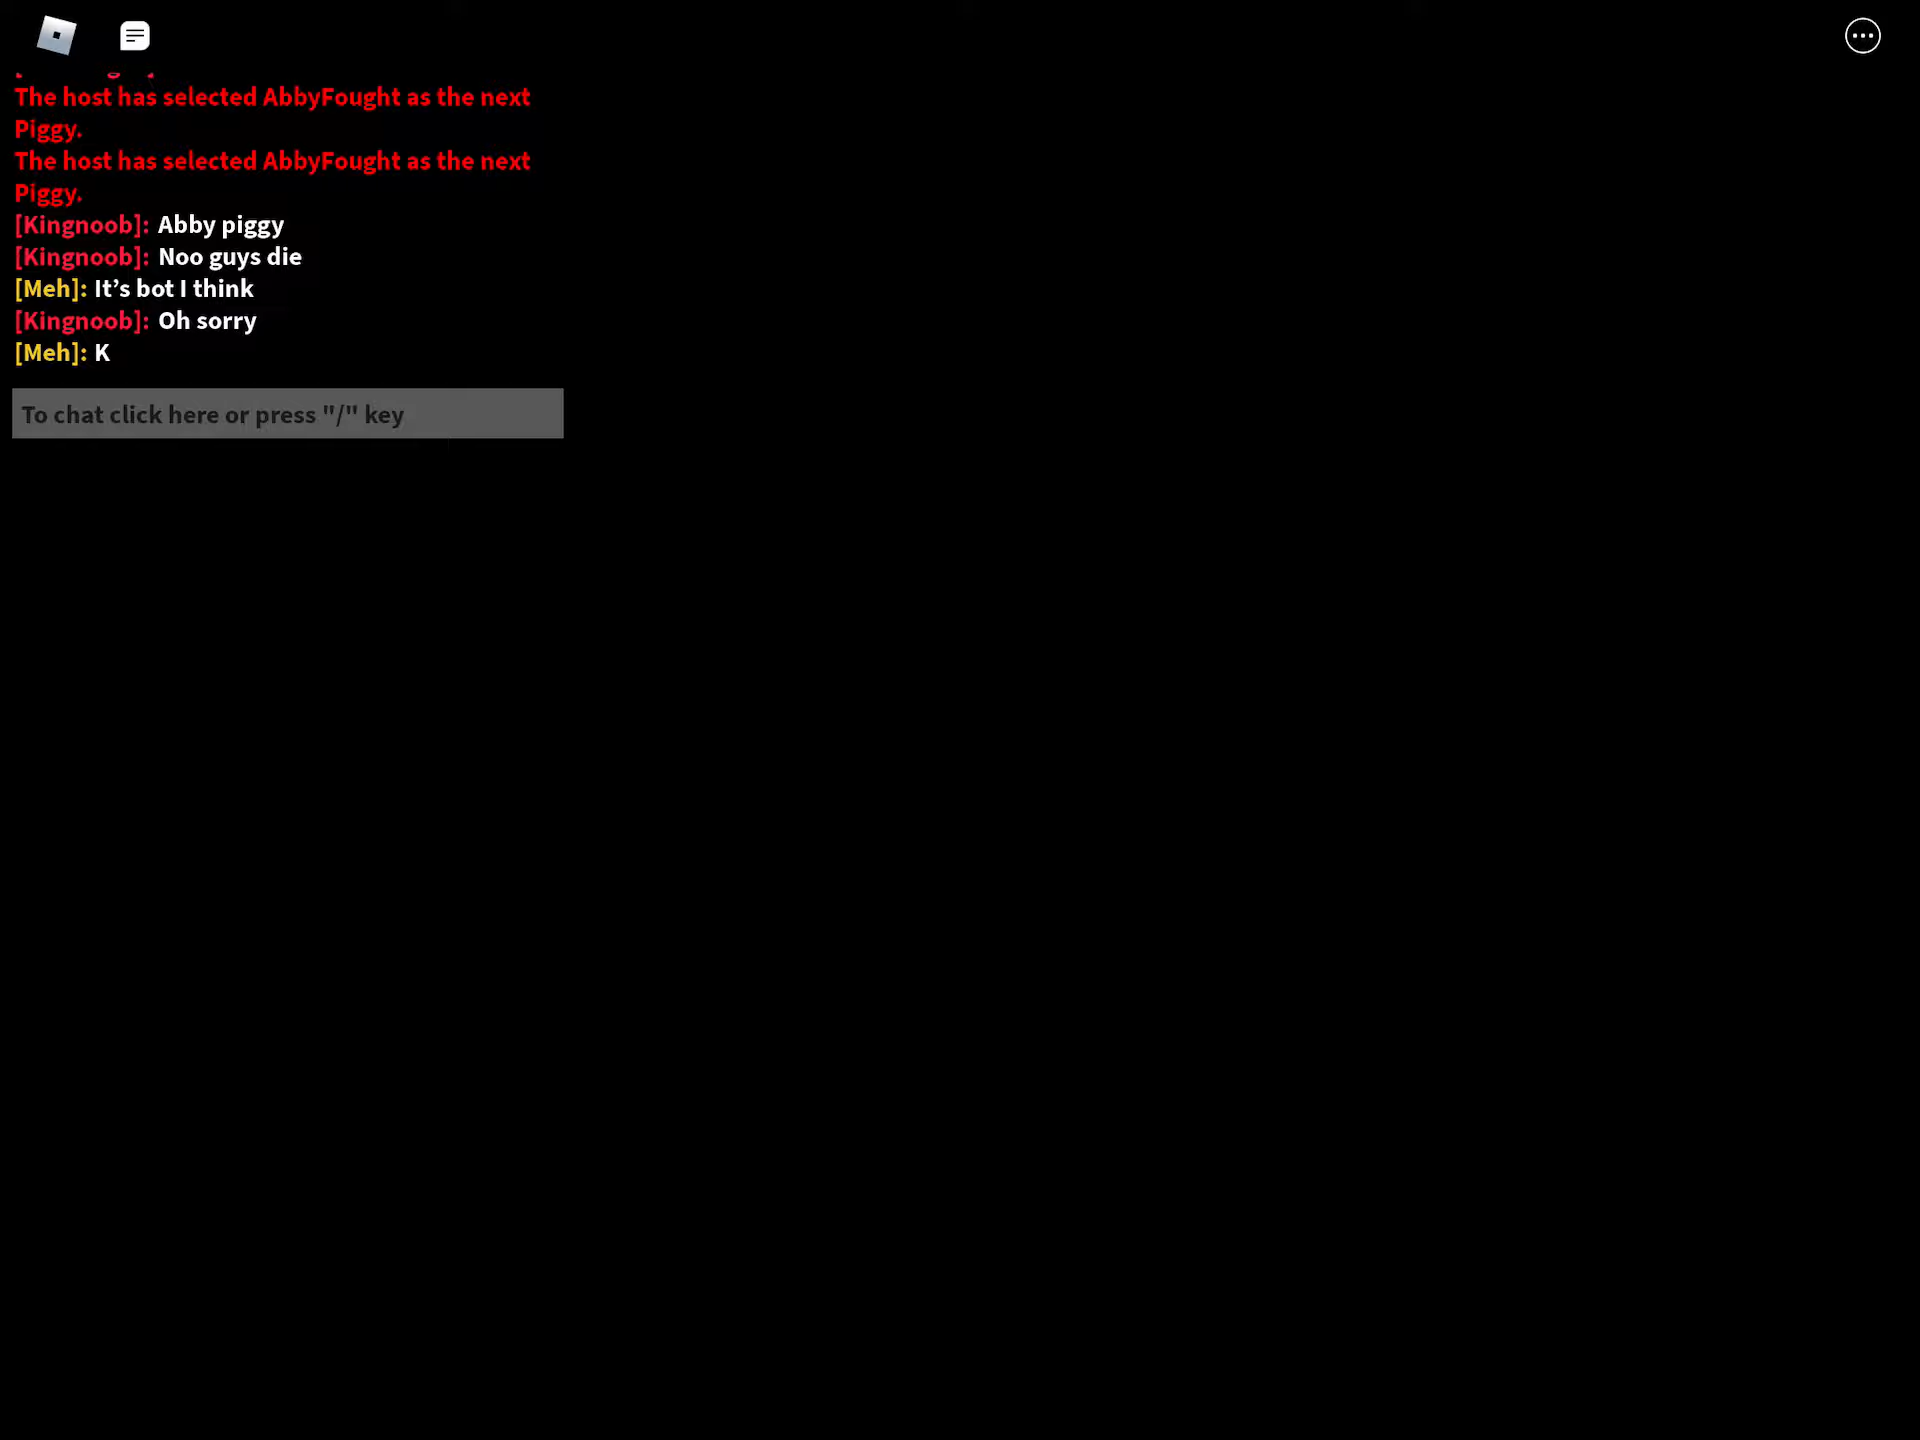 The host has selected AbbyFought as the next
Piggy.
The host has selected AbbyFought as the next
Piggy.
[Kingnoob]: Abby piggy
[Kingnoob]: Noo guys die
[Meh]: It’s bot I think
[Kingnoob]: Oh sorry
[Meh]: K
To chat click here or press "/" key